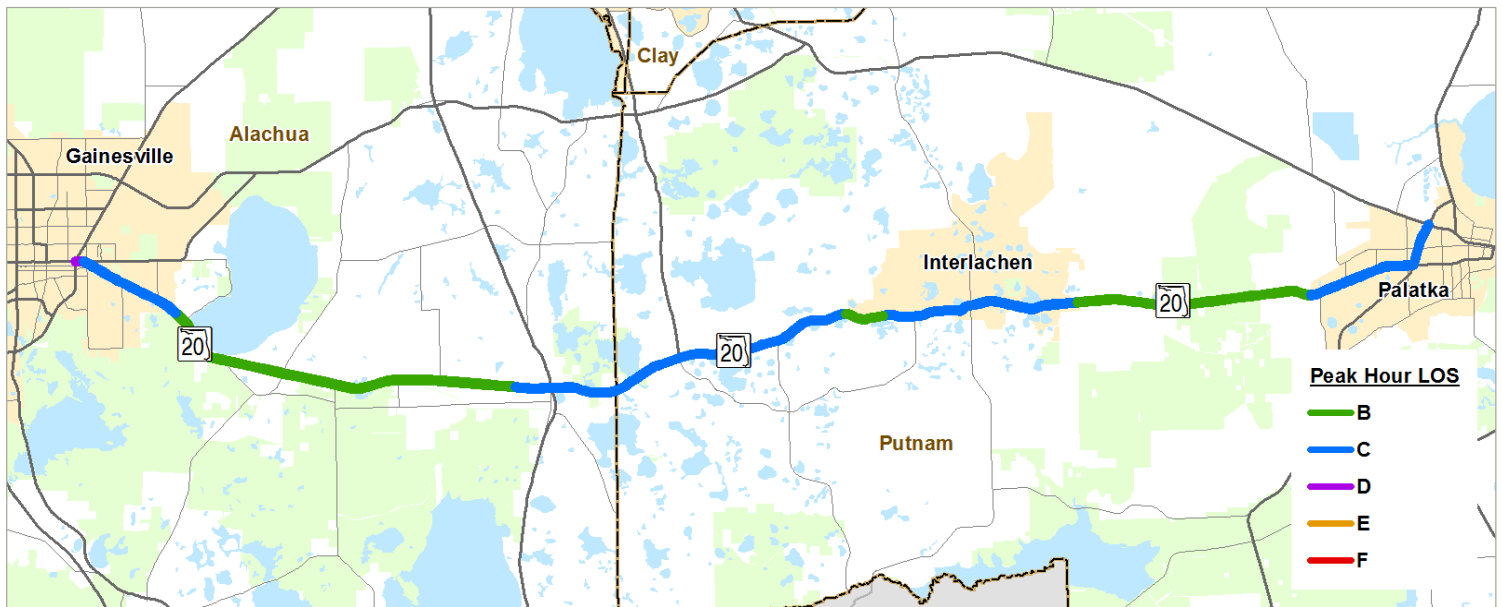 Clay
Alachua
Gainesville
Interlachen
20
20
20
Palatka
Putnam
Peak Hour LOS
B
C
D
E
F